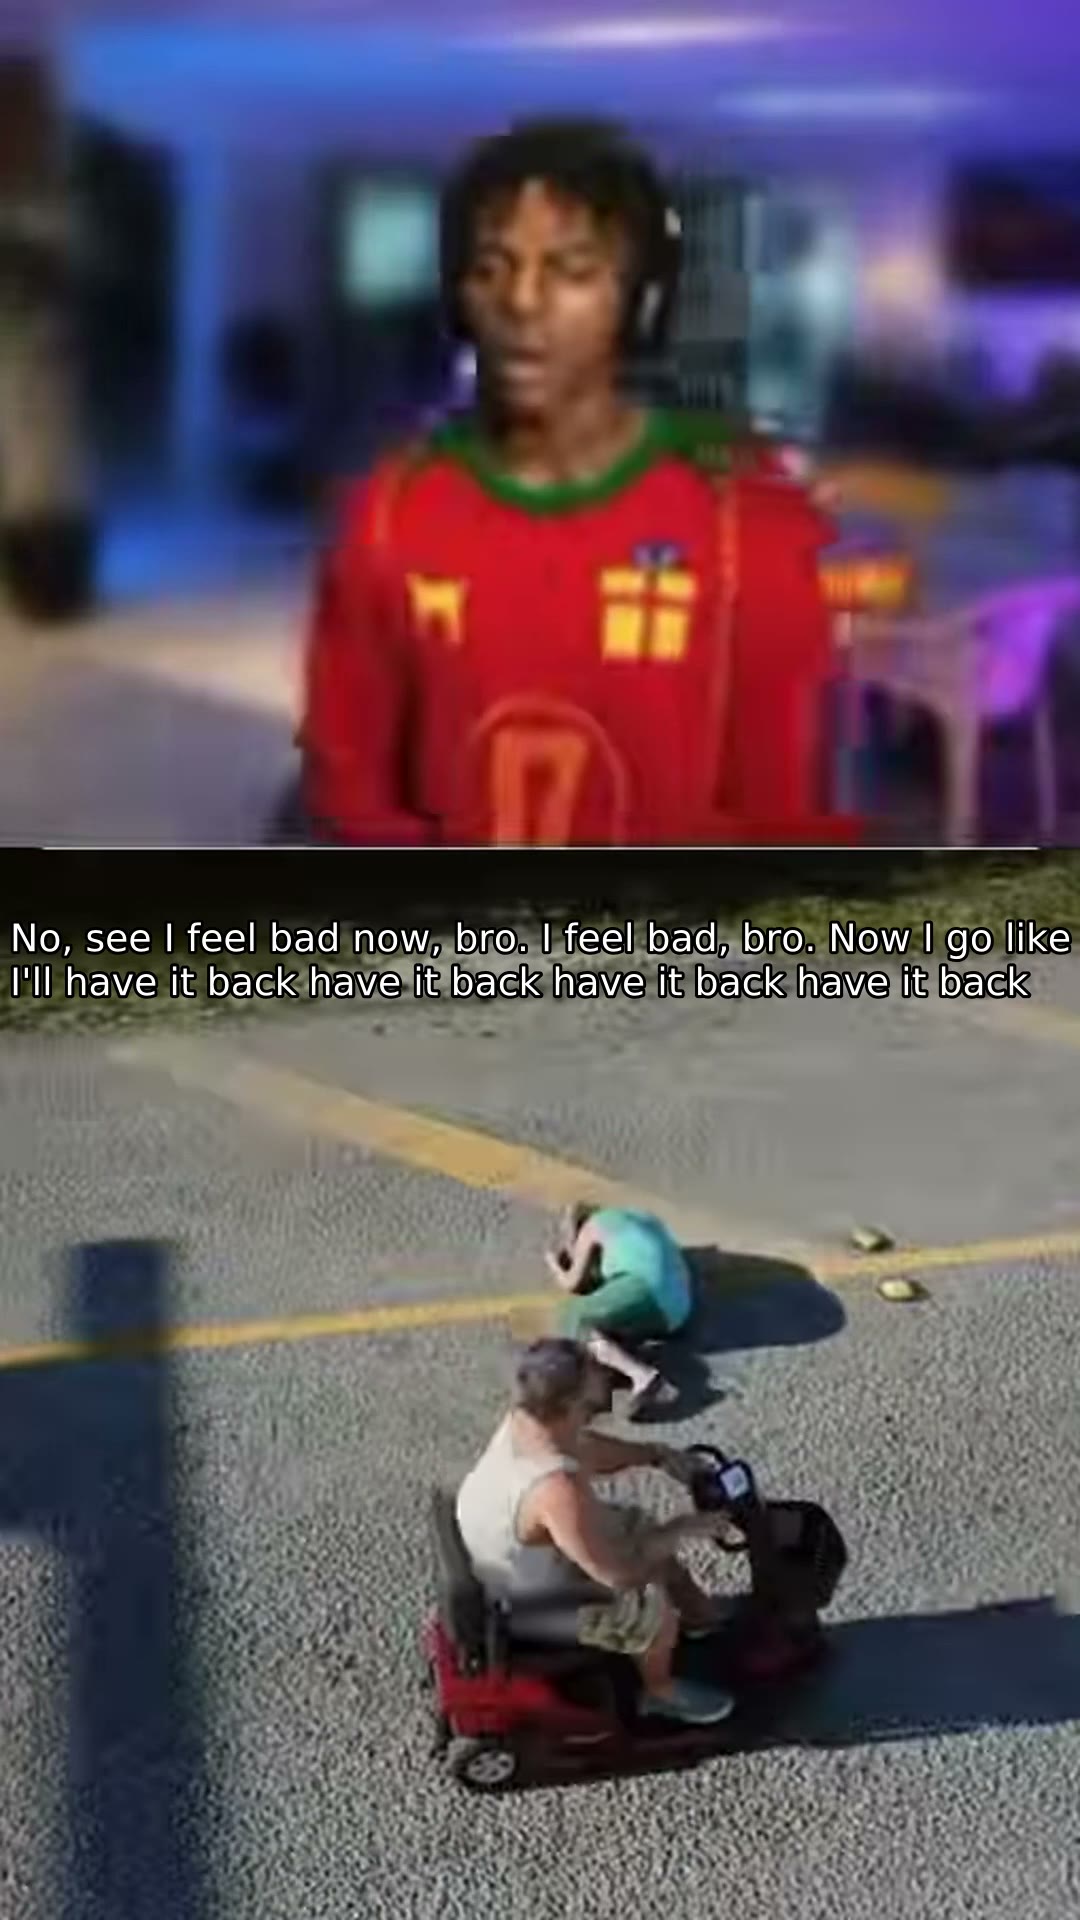 No, see I feel bad now, bro. I feel bad, bro. Now I go like
I'll have it back have it back have it back have it back